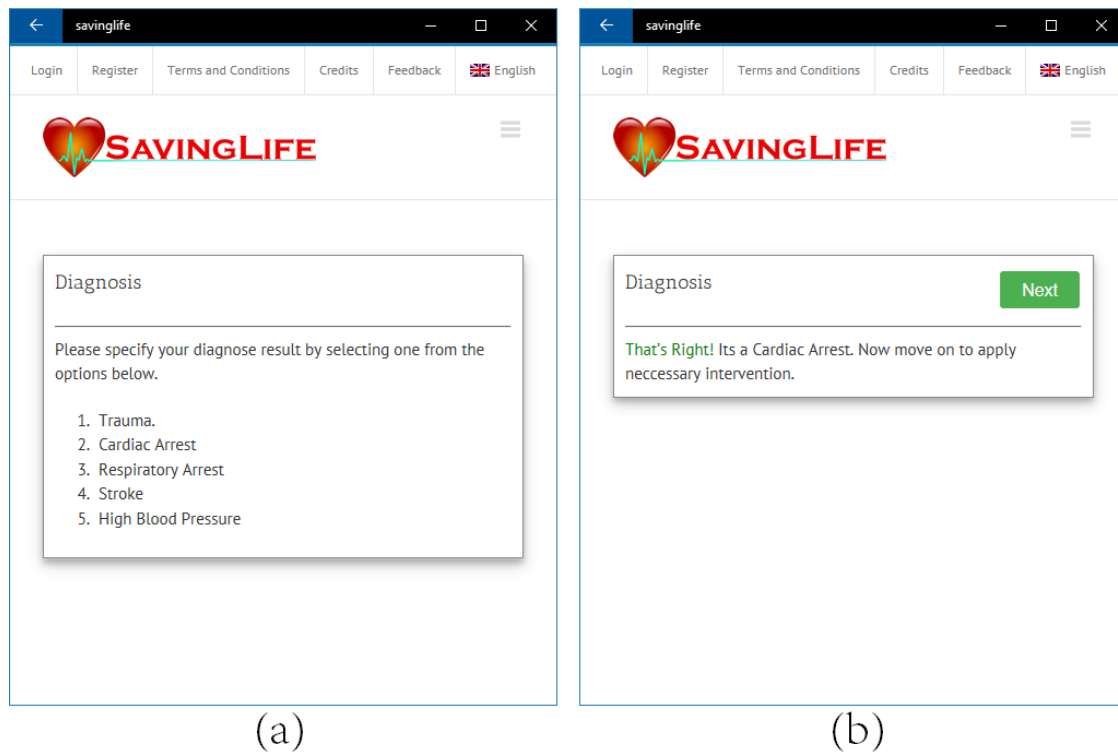 savinglife
Login Register Terms and Conditions Credits Feedback English
SAVINGLIFE
Diagnosis
Please specify your diagnose result by selecting one from the
options below.
1. Trauma.
2. Cardiac Arrest
3. Respiratory Arrest
4. Stroke
5. High Blood Pressure
(a)
savinglife
Login Register Terms and Conditions Credits Feedback English
SAVINGLIFE
Diagnosis
Next
That's Right! Its a Cardiac Arrest. Now move on to apply
neccessary intervention.
(b)